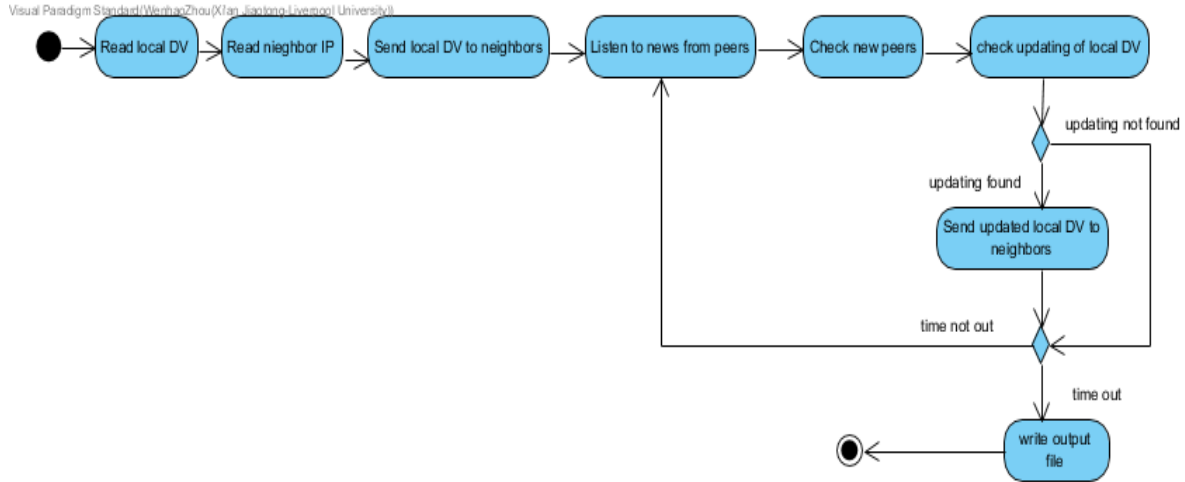 Visual Paradigm Standard(WenhaoZhou(Xi'an Jiaotong-Liverpool University))
Read local DV
Read nieghbor IP
Send local DV to neighbors
Listen to news from peers
Check new peers
check updating of local DV
updating not found
updating found
Send updated local DV to
neighbors
time not out
time out
write output
file